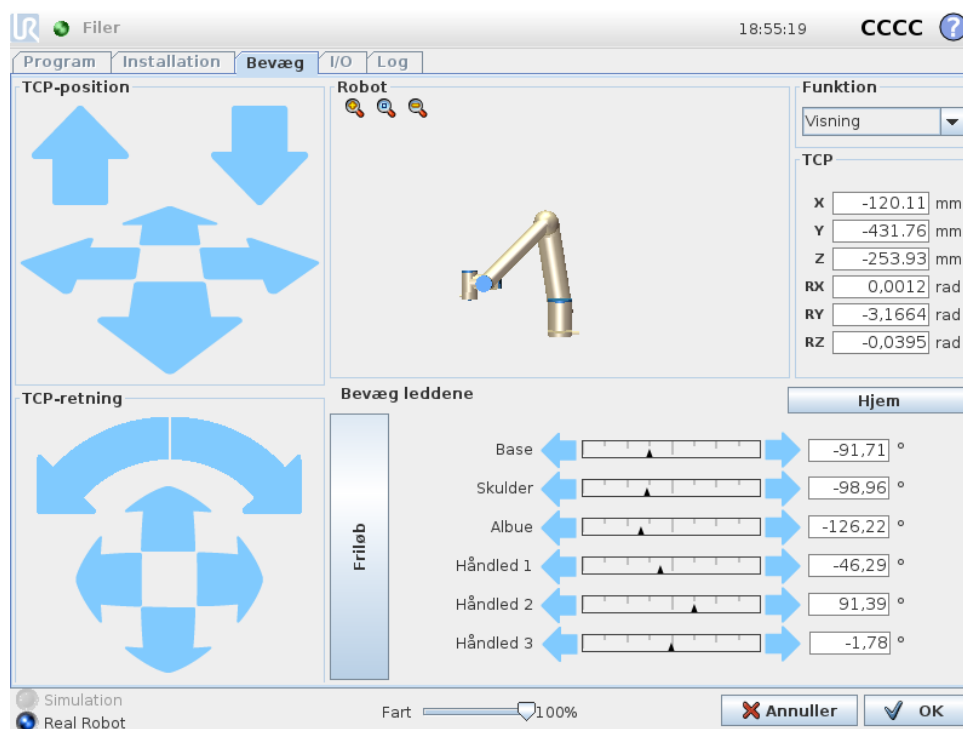 UR Filer 18:55:19 CCCC ?
Program Installation Bevæg I/O Log
TCP-position
Robot
Funktion
Visning
TCP
X -120.11 mm
Y -431.76 mm
Z -253.93 mm
RX 0,0012 rad
RY -3,1664 rad
RZ -0,0395 rad
TCP-retning
Bevæg leddene
Hjem
Friløb
Base -91,71 °
Skulder -98,96 °
Albue -126,22 °
Håndled 1 -46,29 °
Håndled 2 91,39 °
Håndled 3 -1,78 °
Simulation
Real Robot
Fart 100%
Annuller
OK